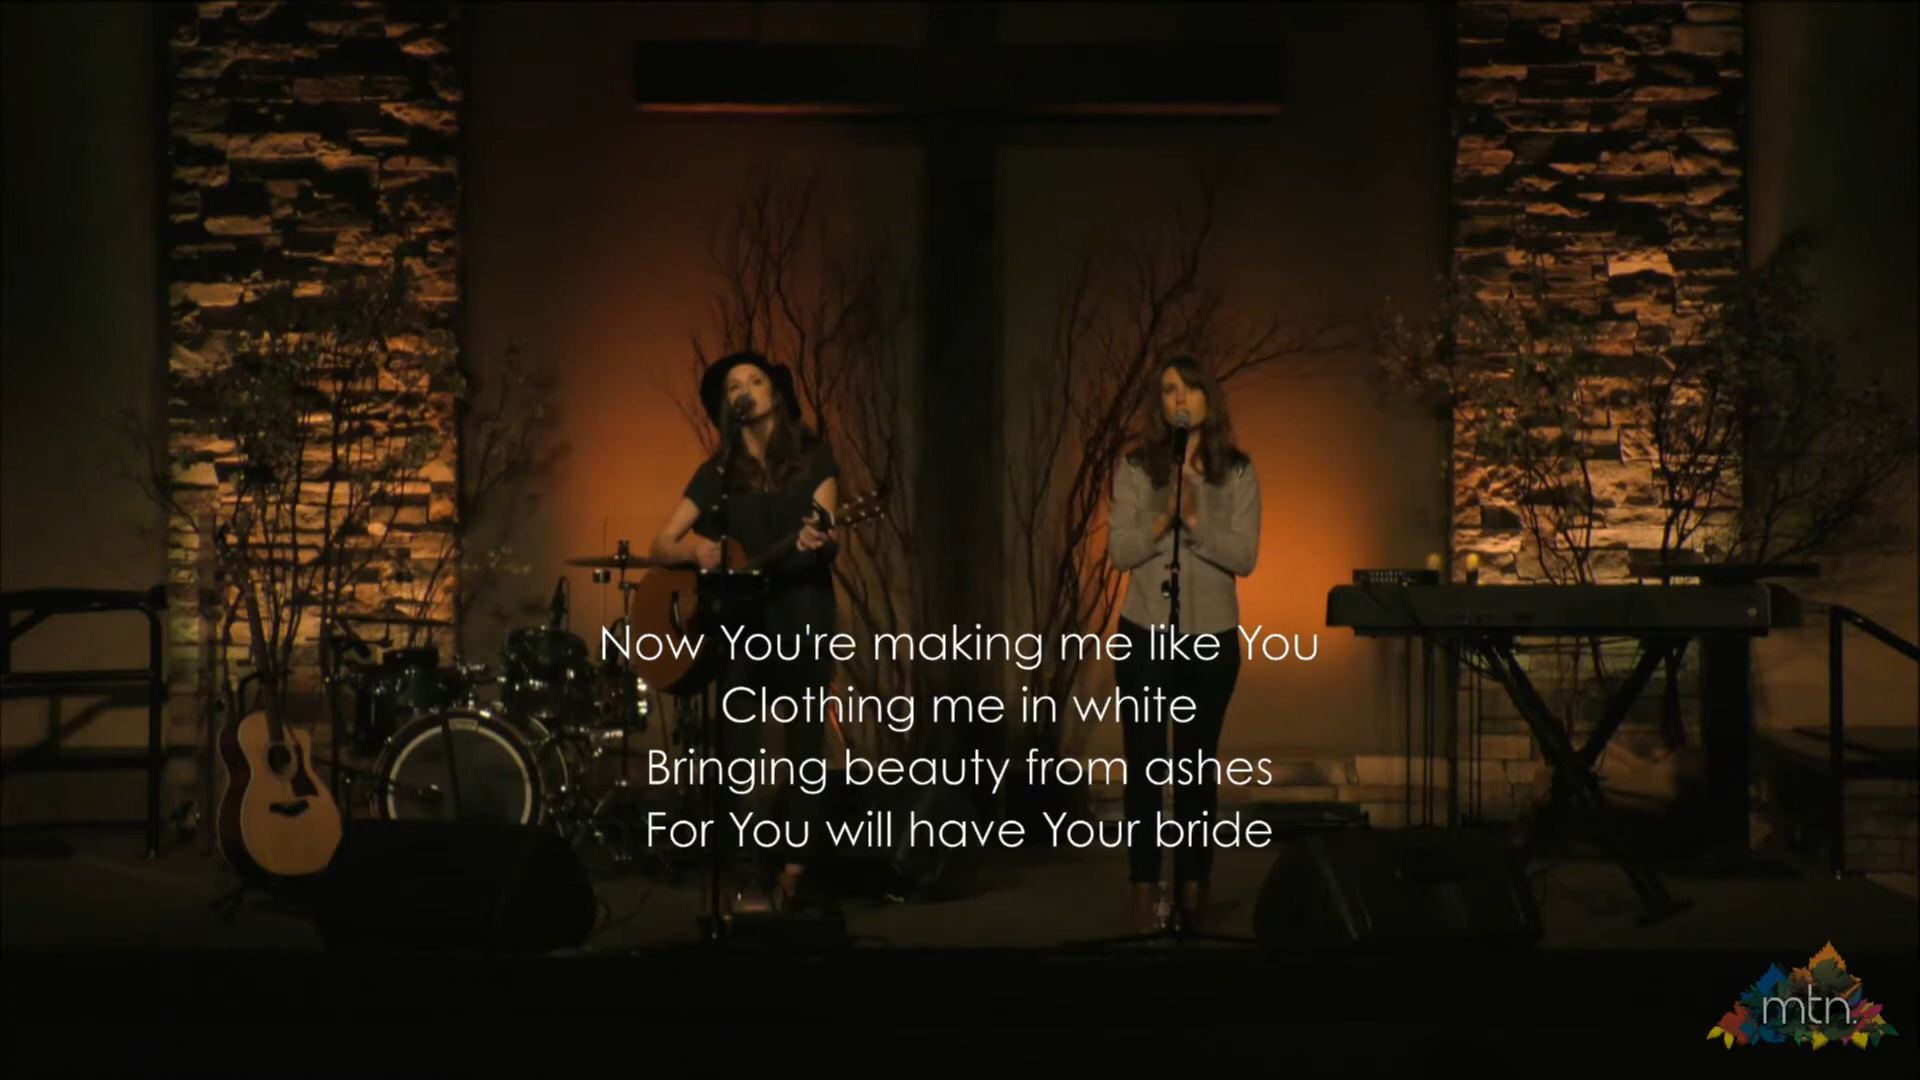 Now You're making me like You
Clothing me in white
Bringing beauty from ashes
For You will have Your bride
mtn.